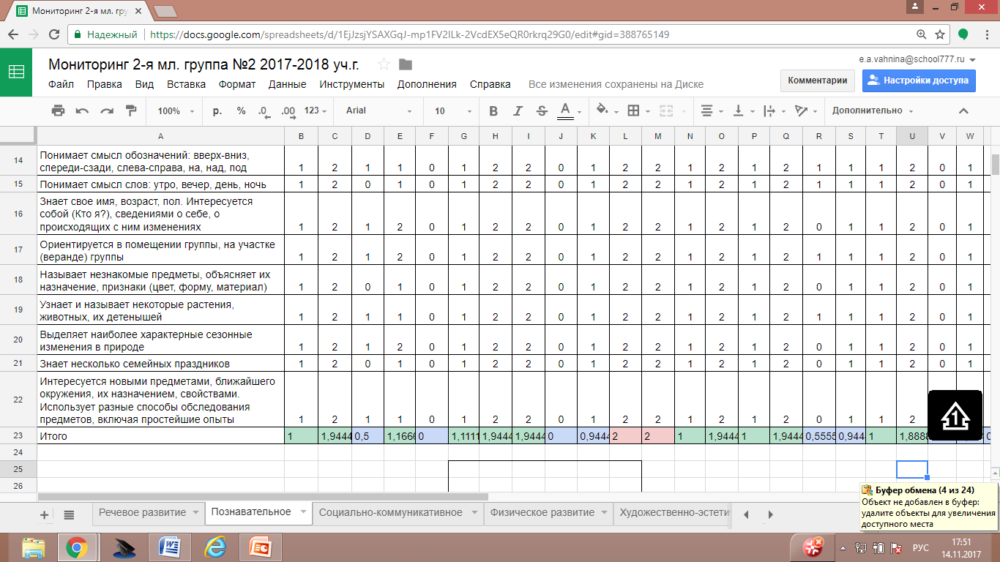 Мониторинг 2-я мл. гру
Надежный
https://docs.google.com/spreadsheets/d/1EjJzsjYSAXGqJ-mp1FV2ILk-2VcdEX5eQR0rkrq29G0/edit#gid=388765149
Мониторинг 2-я мл. группа №2 2017-2018 уч.г.
e.a.vahnina@school777.ru
Файл Правка Вид Вставка Формат Данные Инструменты Дополнения Справка Все изменения сохранены на Диске
Комментарии
Настройки доступа
100% р. % .0 .00 123 Arial 10 B I S A Дополнительно
A B C D E F G H I J K L M N O P Q R S T U V W
14 Понимает смысл обозначений: вверх-вниз,
спереди-сзади, слева-справа, на, над, под 1 2 1 1 0 1 2 2 0 1 2 2 1 2 1 2 1 1 1 2 0 1
15 Понимает смысл слов: утро, вечер, день, ночь 1 2 0 1 0 1 2 2 0 1 2 2 1 2 1 2 1 1 1 2 0 1
Знает свое имя, возраст, пол. Интересуется
16 собой (Кто я?), сведениями о себе, о
происходящих с ним изменениях 1 2 1 2 0 1 2 2 0 1 2 2 1 2 1 2 0 1 1 2 0 1
17 Ориентируется в помещении группы, на участке
(веранде) группы 1 2 1 2 0 1 2 2 0 1 2 2 1 2 1 2 1 1 1 2 0 1
18 Называет незнакомые предметы, объясняет их
назначение, признаки (цвет, форму, материал) 1 2 0 1 0 1 2 2 0 1 2 2 1 2 1 2 0 1 1 2 0 1
19 Узнает и называет некоторые растения,
животных, их детенышей 1 2 1 1 0 1 2 2 0 1 2 2 1 2 1 2 1 1 1 2 0 1
20 Выделяет наиболее характерные сезонные
изменения в природе 1 2 1 2 0 1 2 2 0 1 2 2 1 2 1 2 0 1 1 2 0 1
21 Знает несколько семейных праздников 1 2 0 1 0 1 2 2 0 1 2 2 1 2 1 2 0 1 1 2 0 1
Интересуется новыми предметами, ближайшего
22 окружения, их назначением, свойствами.
Использует разные способы обследования
предметов, включая простейшие опыты 1 2 1 1 0 1 2 2 0 1 2 2 1 2 1 2 0 1 1 2
23 Итого 1 1,9444 0,5 1,1666 0 1,1111 1,9444 1,9444 0 0,9444 2 2 1 1,9444 1 1,9444 0,5555 0,944 1 1,8888
24
25
26
1
Речевое развитие Познавательное Социально-коммуникативное Физическое развитие Художественно-эстети
Буфер обмена (4 из 24)
Объект не добавлен в буфер:
удалите объекты для увеличения
доступного места
РУС
17:51
14.11.2017